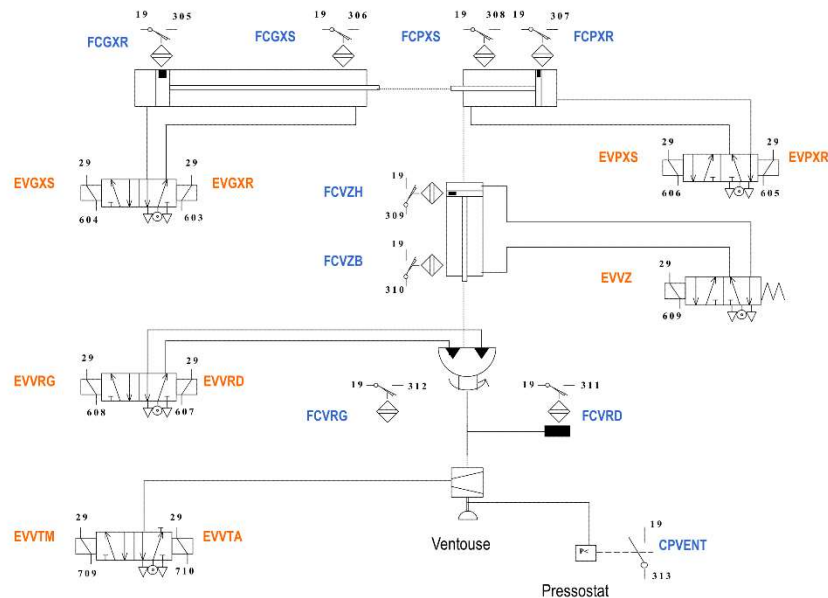 19 305
FCGXR
19 306
FCGXS
19 308
FCPXS
19 307
FCPXR
29 29
EVGXS EVGXR
604 603
29 29
EVPXS EVPXR
606 605
19
FCVZH
309
19
FCVZB
310
29
EVVZ
609
29 29
EVVRG EVVRD
608 607
19 312
FCVRG
19 311
FCVRD
29 29
EVVTM EVVTA
709 710
Ventouse
19
P< CPVENT
313
Pressostat